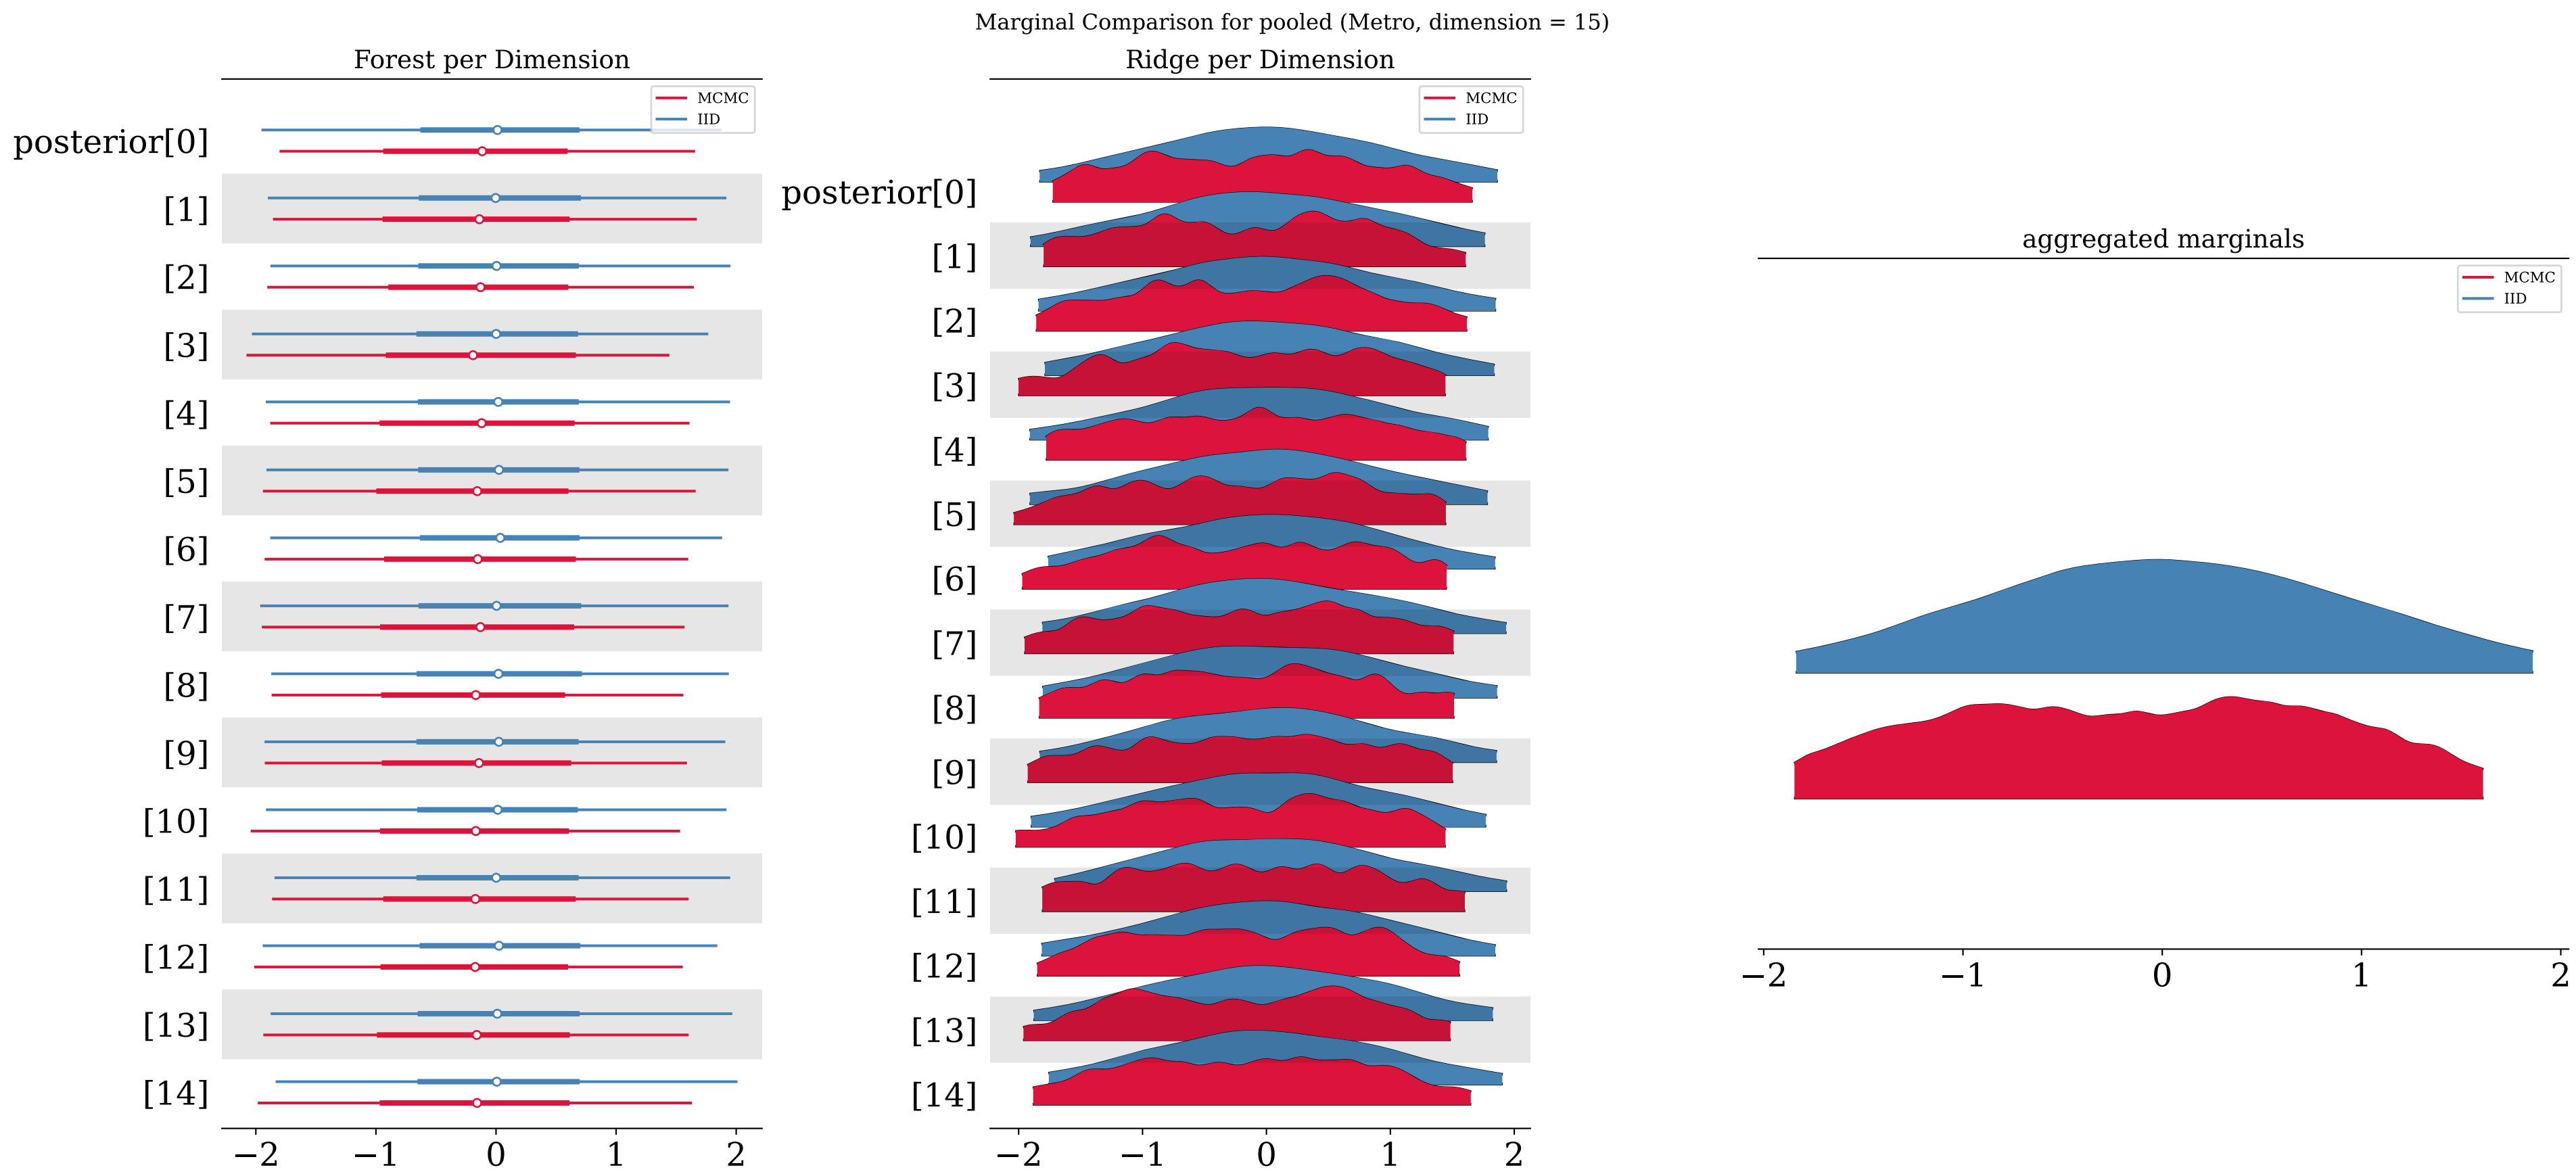 Marginal Comparison for pooled (Metro, dimension = 15)
Forest per Dimension
MCMC
IID
posterior[0]
[1]
[2]
[3]
[4]
[5]
[6]
[7]
[8]
[9]
[10]
[11]
[12]
[13]
[14]
−2 −1 0 1 2
Ridge per Dimension
MCMC
IID
posterior[0]
[1]
[2]
[3]
[4]
[5]
[6]
[7]
[8]
[9]
[10]
[11]
[12]
[13]
[14]
−2 −1 0 1 2
aggregated marginals
MCMC
IID
−2 −1 0 1 2